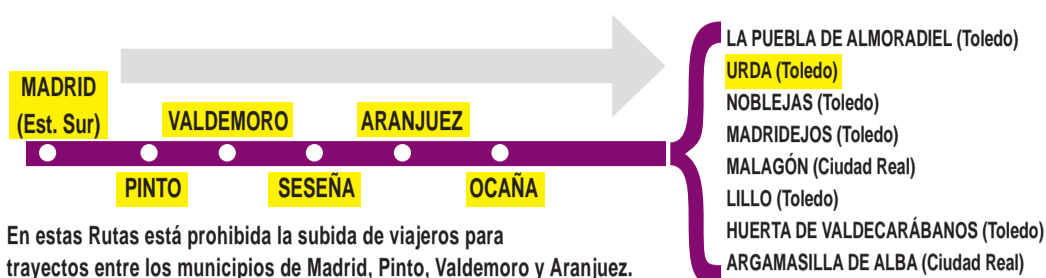 MADRID
(Est. Sur)
VALDEMORO
ARANJUEZ
PINTO
SESEÑA
OCAÑA
En estas Rutas está prohibida la subida de viajeros para
trayectos entre los municipios de Madrid, Pinto, Valdemoro y Aranjuez.
LA PUEBLA DE ALMORADIEL (Toledo)
URDA (Toledo)
NOBLEJAS (Toledo)
MADRIDEJOS (Toledo)
MALAGÓN (Ciudad Real)
LILLO (Toledo)
HUERTA DE VALDECARÁBANOS (Toledo)
ARGAMASILLA DE ALBA (Ciudad Real)